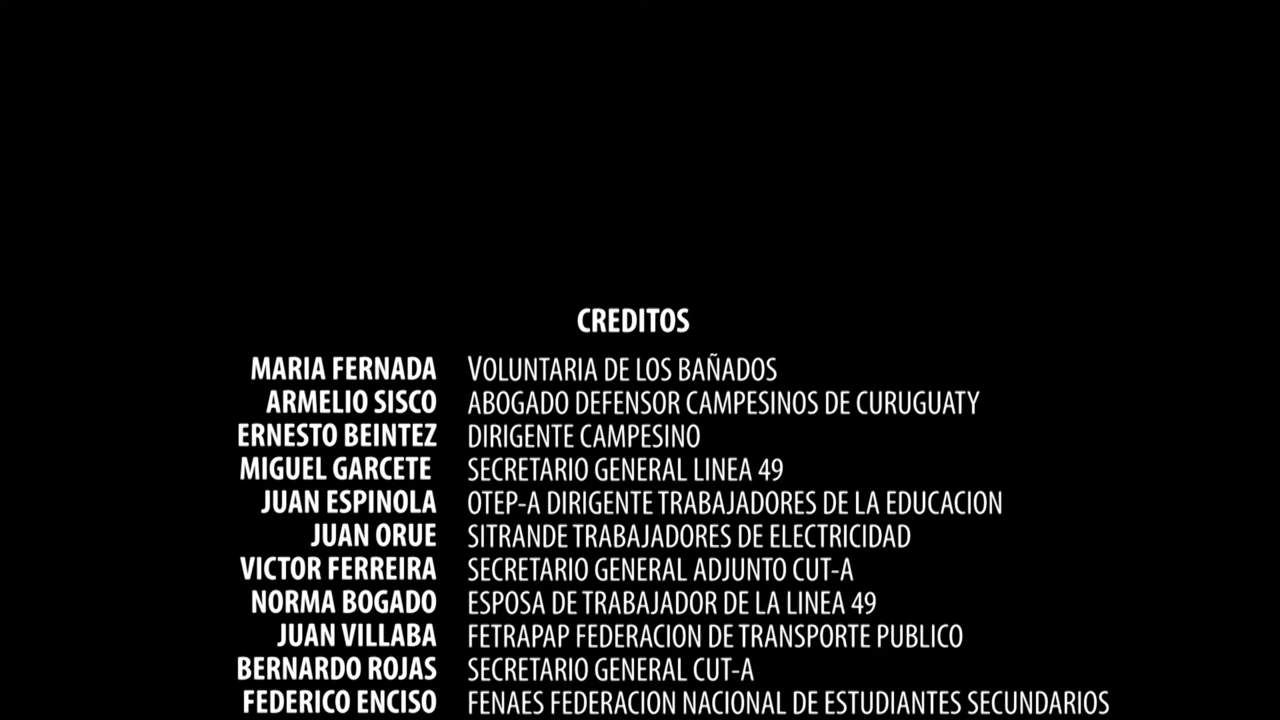 CREDITOS
MARIA FERNADA VOLUNTARIA DE LOS BAÑADOS
ARMELIO SISCO ABOGADO DEFENSOR CAMPESINOS DE CURUGUATY
ERNESTO BEINTEZ DIRIGENTE CAMPESINO
MIGUEL GARCETE SECRETARIO GENERAL LINEA 49
JUAN ESPINOLA OTEP-A DIRIGENTE TRABAJADORES DE LA EDUCACION
JUAN ORUE SITRANDE TRABAJADORES DE ELECTRICIDAD
VICTOR FERREIRA SECRETARIO GENERAL ADJUNTO CUT-A
NORMA BOGADO ESPOSA DE TRABAJADOR DE LA LINEA 49
JUAN VILLABA FETRAPAP FEDERACION DE TRANSPORTE PUBLICO
BERNARDO ROJAS SECRETARIO GENERAL CUT-A
FEDERICO ENCISO FENAES FEDERACION NACIONAL DE ESTUDIANTES SECUNDARIOS